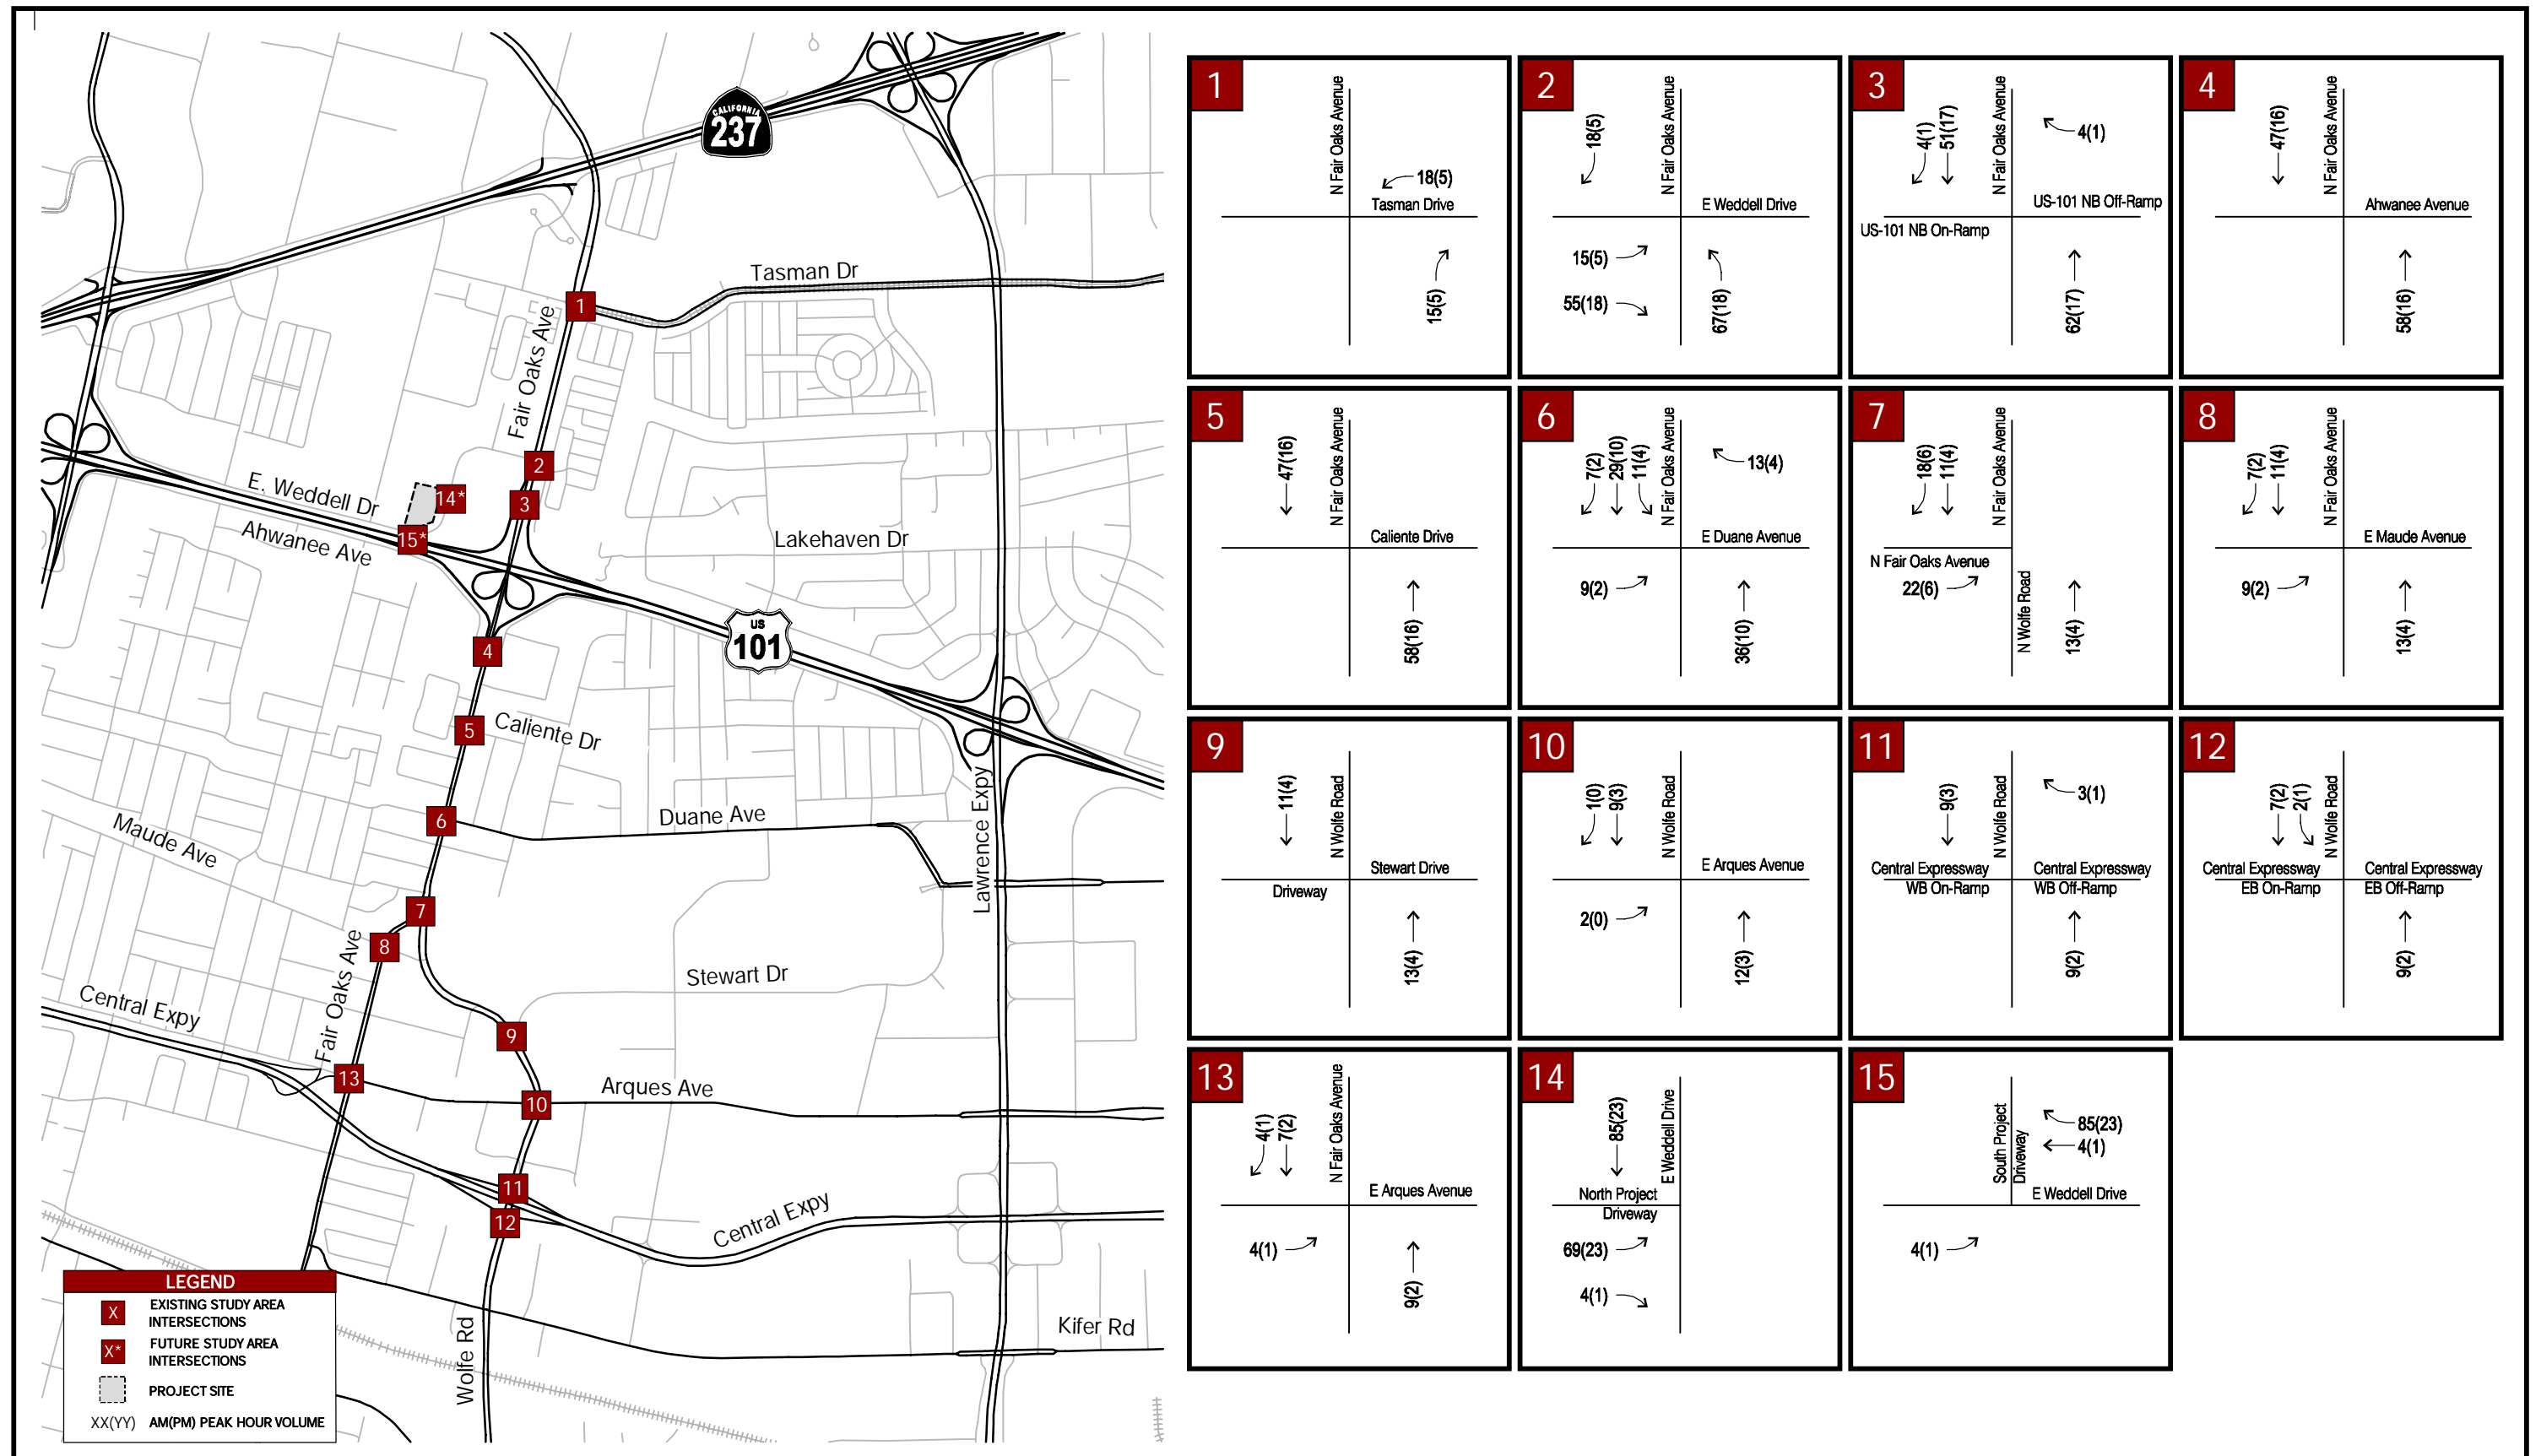 CALIFORNIA
237
Tasman Dr
1
Fair Oaks Ave
2
E. Weddell Dr
14*
3
Ahwanee Ave
15*
Lakehaven Dr
US
101
4
5
Caliente Dr
Lawrence Expy
Duane Ave
6
Maude Ave
7
8
Fair Oaks Ave
Stewart Dr
Central Expy
9
13
Arques Ave
10
11
12
Central Expy
Wolfe Rd
Kifer Rd
LEGEND
X
EXISTING STUDY AREA
INTERSECTIONS
X*
FUTURE STUDY AREA
INTERSECTIONS
PROJECT SITE
XX(YY)
AM(PM) PEAK HOUR VOLUME
1
N Fair Oaks Avenue
18(5)
Tasman Drive
15(5)
2
18(5)
N Fair Oaks Avenue
E Weddell Drive
15(5)
55(18)
67(18)
3
4(1)
51(17)
N Fair Oaks Avenue
4(1)
US-101 NB Off-Ramp
US-101 NB On-Ramp
62(17)
4
47(16)
N Fair Oaks Avenue
Ahwanee Avenue
58(16)
5
47(16)
N Fair Oaks Avenue
Caliente Drive
58(16)
6
7(2)
29(10)
11(4)
N Fair Oaks Avenue
13(4)
E Duane Avenue
9(2)
36(10)
7
18(6)
11(4)
N Fair Oaks Avenue
N Fair Oaks Avenue
22(6)
N Wolfe Road
13(4)
8
7(2)
11(4)
N Fair Oaks Avenue
E Maude Avenue
9(2)
13(4)
9
11(4)
N Wolfe Road
Stewart Drive
Driveway
13(4)
10
1(0)
9(3)
N Wolfe Road
E Arques Avenue
2(0)
12(3)
11
9(3)
N Wolfe Road
3(1)
Central Expressway
WB On-Ramp
Central Expressway
WB Off-Ramp
9(2)
12
7(2)
2(1)
N Wolfe Road
Central Expressway
EB On-Ramp
Central Expressway
EB Off-Ramp
9(2)
13
4(1)
7(2)
N Fair Oaks Avenue
E Arques Avenue
4(1)
9(2)
14
85(23)
E Weddell Drive
North Project
Driveway
69(23)
4(1)
15
South Project
Driveway
85(23)
4(1)
E Weddell Drive
4(1)